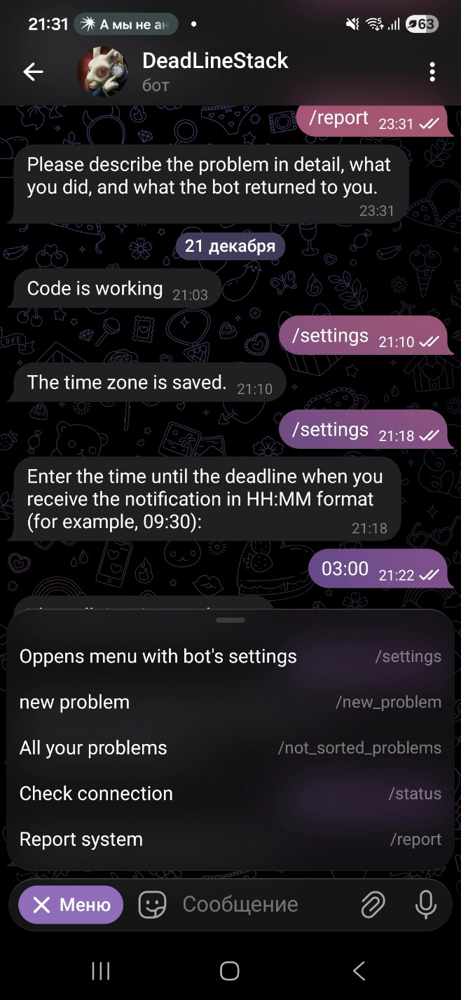 21:31 А мы не ан
63
DeadLineStack
бот
/report 23:31
Please describe the problem in detail, what
you did, and what the bot returned to you.
23:31
21 декабря
Code is working 21:03
/settings 21:10
The time zone is saved. 21:10
/settings 21:18
Enter the time until the deadline when you
receive the notification in HH:MM format
(for example, 09:30):
21:18
03:00 21:22
Oppens menu with bot's settings /settings
new problem /new_problem
All your problems /not_sorted_problems
Check connection /status
Report system /report
Меню Сообщение
LOVE